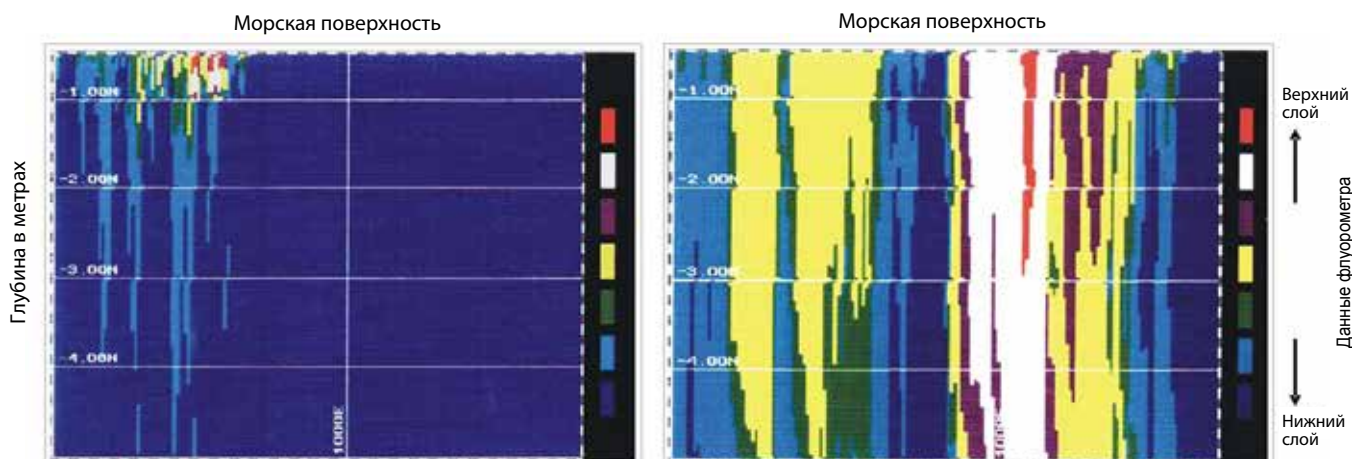 Морская поверхность
Глубина в метрах
-1.00M
-2.00M
-3.00M
-4.00M
1000E
Морская поверхность
-1.00M
-2.00M
-3.00M
-4.00M
1000E
Верхний
слой
Данные флуорометра
Нижний
слой